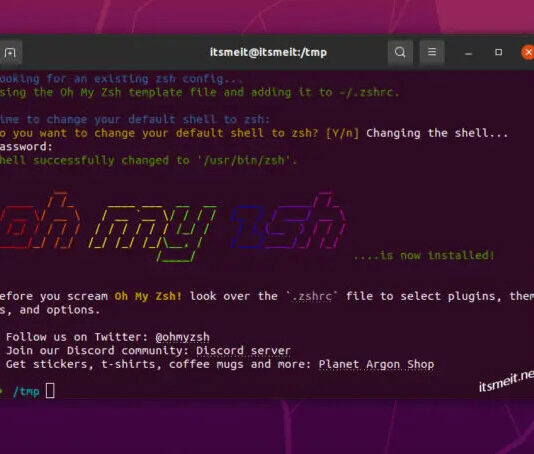 itsmeit@itsmeit:/tmp
ooking for an existing zsh config...
sing the Oh My Zsh template file and adding it to ~/.zshrc.
ime to change your default shell to zsh:
o you want to change your default shell to zsh? [Y/n] Changing the shell...
assword:
hell successfully changed to '/usr/bin/zsh'.
oh my zsh
....is now installed!
efore you scream Oh My Zsh! look over the `.zshrc` file to select plugins, them
s, and options.
Follow us on Twitter: @ohmyzsh
Join our Discord community: Discord server
Get stickers, t-shirts, coffee mugs and more: Planet Argon Shop
/tmp
itsmeit.ne